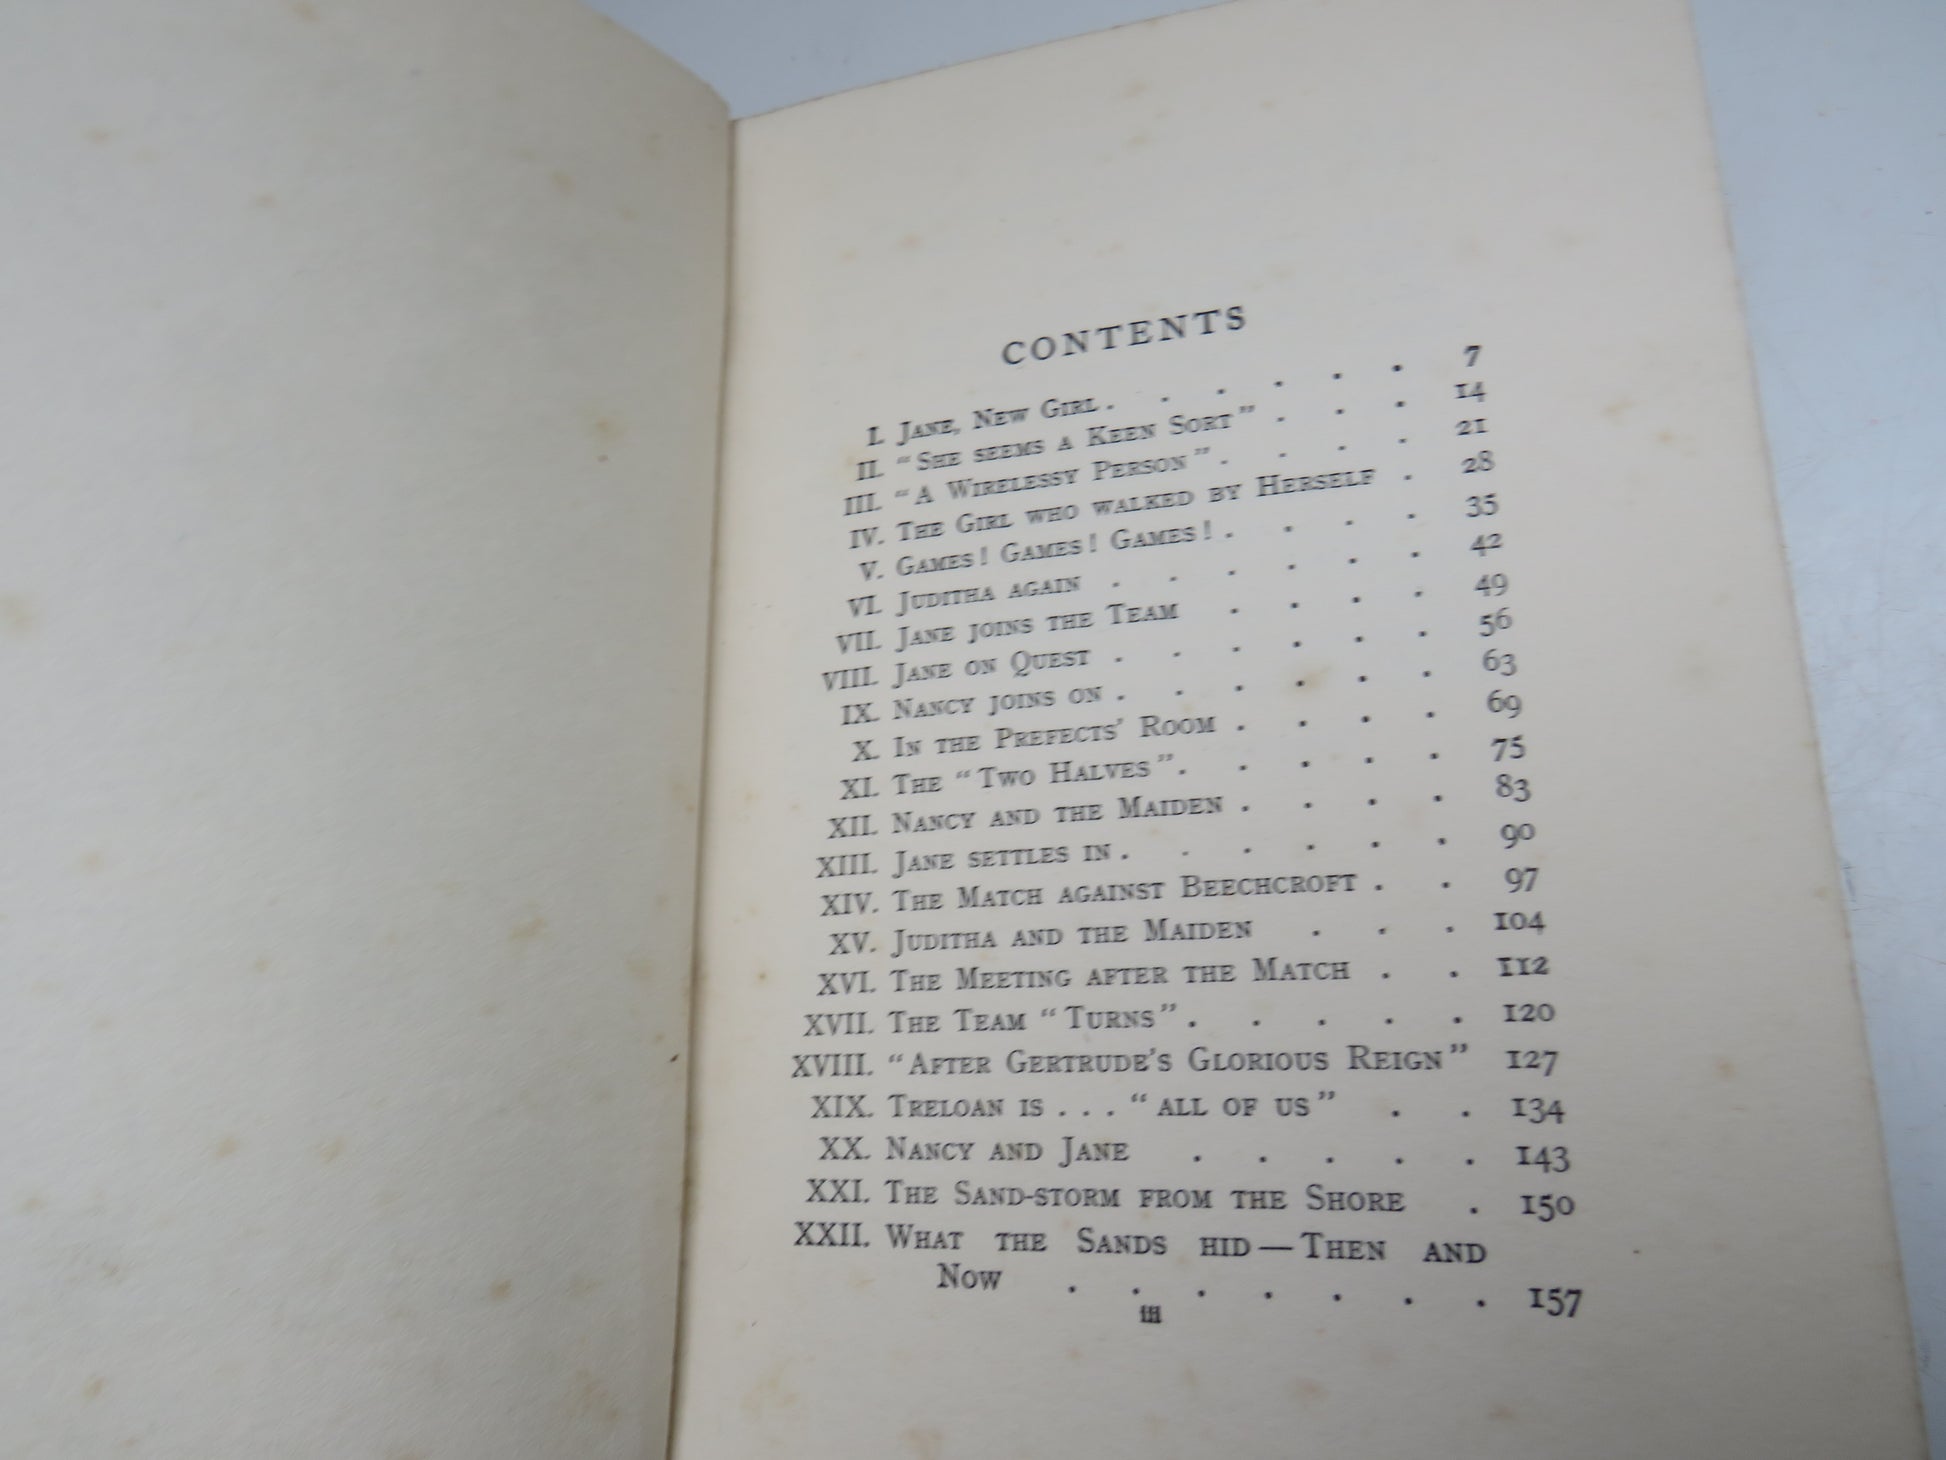 CONTENTS
I. JANE, NEW GIRL . . . . . . 7
II. “SHE SEEMS A KEEN SORT” . . . 14
III. “A WIRELESSY PERSON” . . . . 21
IV. THE GIRL WHO WALKED BY HERSELF . 28
V. GAMES! GAMES! GAMES! . . . . 35
VI. JUDITHA AGAIN . . . . . . 42
VII. JANE JOINS THE TEAM . . . . 49
VIII. JANE ON QUEST . . . . . . 56
IX. NANCY JOINS ON . . . . . . 63
X. IN THE PREFECTS’ ROOM . . . . 69
XI. THE “TWO HALVES” . . . . . 75
XII. NANCY AND THE MAIDEN . . . . 83
XIII. JANE SETTLES IN . . . . . . 90
XIV. THE MATCH AGAINST BEECHCROFT . . 97
XV. JUDITHA AND THE MAIDEN . . . 104
XVI. THE MEETING AFTER THE MATCH . . 112
XVII. THE TEAM “TURNS” . . . . . 120
XVIII. “AFTER GERTRUDE’S GLORIOUS REIGN” 127
XIX. TRELOAN IS . . . “ALL OF US” . . 134
XX. NANCY AND JANE . . . . . 143
XXI. THE SAND-STORM FROM THE SHORE . 150
XXII. WHAT THE SANDS HID—THEN AND
NOW . . . . . . . 157
iii